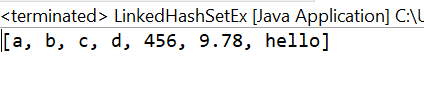 <terminated> LinkedHashSetEx [Java Application] C:\
[a, b, c, d, 456, 9.78, hello]